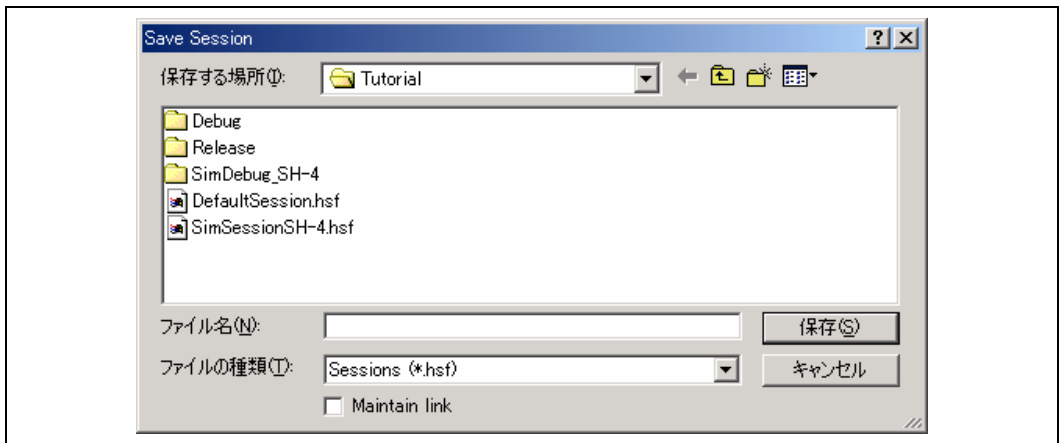 Save Session
保存する場所(I): Tutorial
Debug
Release
SimDebug_SH-4
DefaultSession.hsf
SimSessionSH-4.hsf
ファイル名(N): 保存(S)
ファイルの種類(T): Sessions (*.hsf) キャンセル
Maintain link